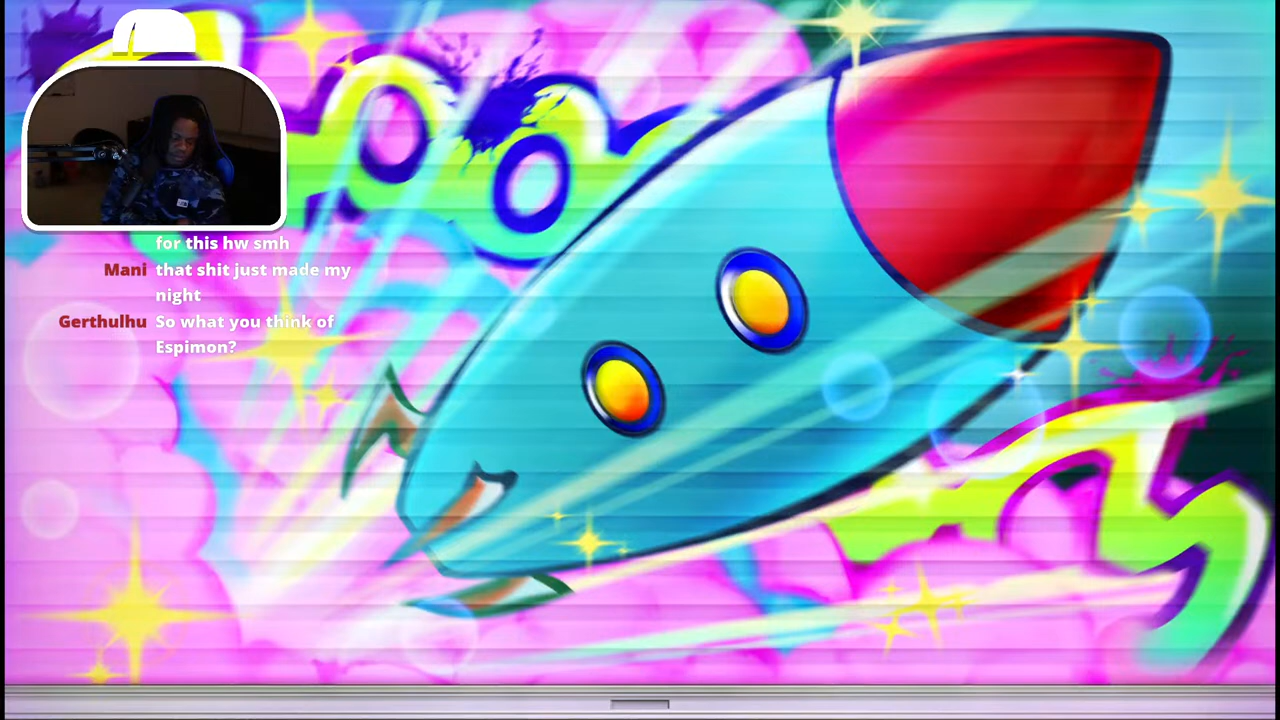 for this hw smh
Mani that shit just made my
night
Gerthulhu So what you think of
Espimon?